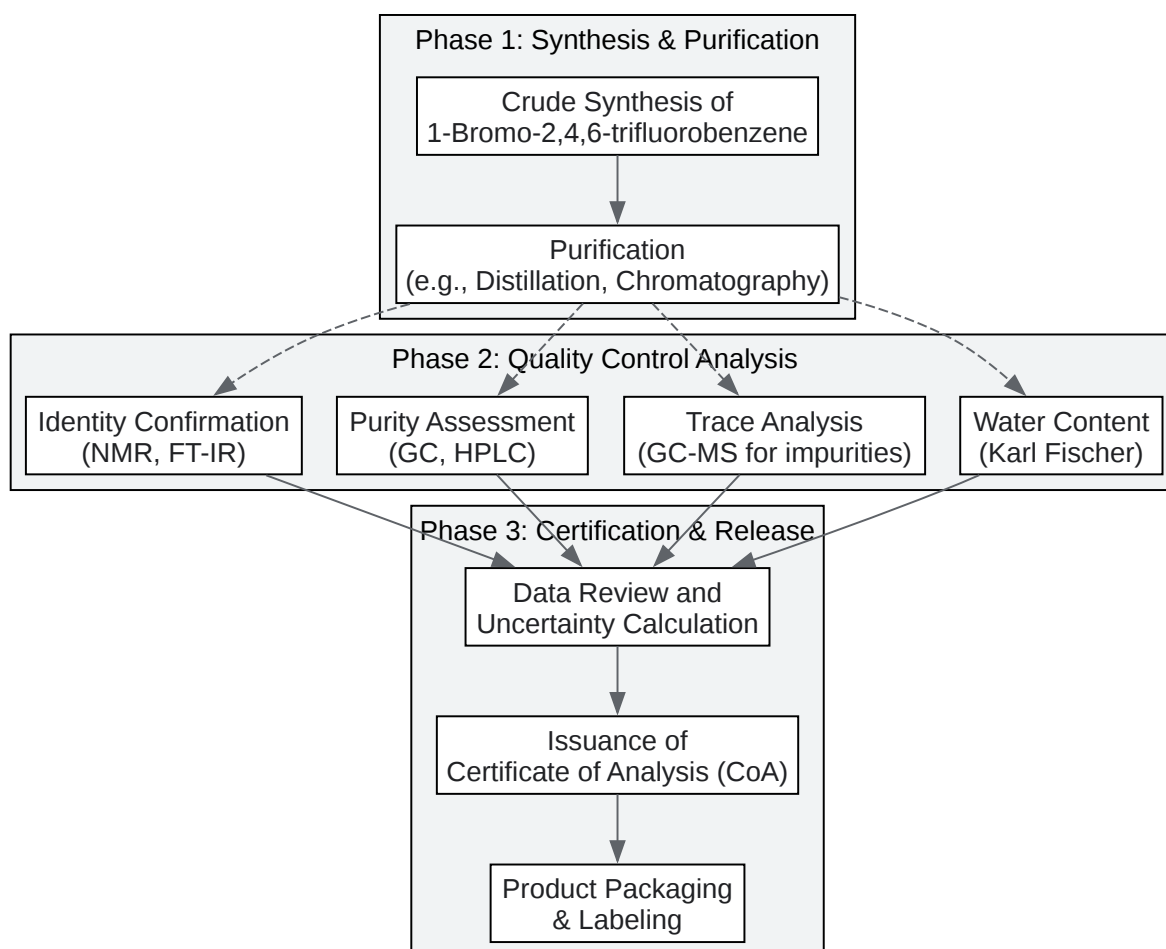 Phase 1: Synthesis & Purification
Crude Synthesis of
1-Bromo-2,4,6-trifluorobenzene
Purification
(e.g., Distillation, Chromatography)
Phase 2: Quality Control Analysis
Identity Confirmation
(NMR, FT-IR)
Purity Assessment
(GC, HPLC)
Trace Analysis
(GC-MS for impurities)
Water Content
(Karl Fischer)
Phase 3: Certification & Release
Data Review and
Uncertainty Calculation
Issuance of
Certificate of Analysis (CoA)
Product Packaging
& Labeling